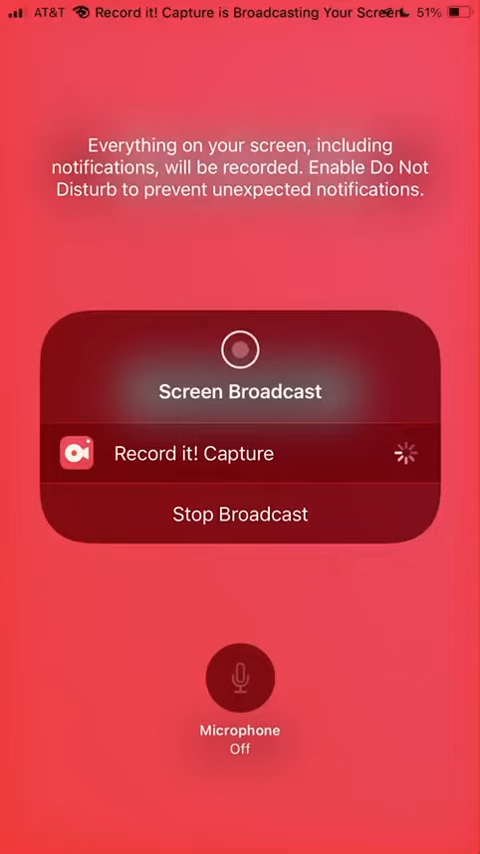 AT&T Record it! Capture is Broadcasting Your Screen 51%
Everything on your screen, including
notifications, will be recorded. Enable Do Not
Disturb to prevent unexpected notifications.
Screen Broadcast
Record it! Capture
Stop Broadcast
Microphone
Off